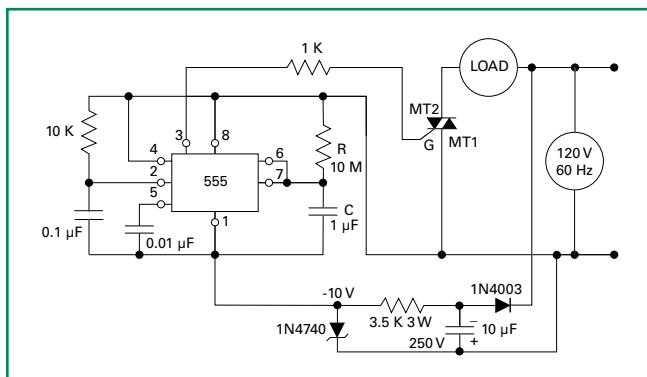 1 K
LOAD
MT2
10 K
3
8
R
10 M
G
MT1
120 V
60 Hz
4
6
2
555
7
5
C
1 µF
1
0.1 µF
0.01 µF
-10 V
1N4003
3.5 K 3W
−
1N4740
10 µF
250 V
+